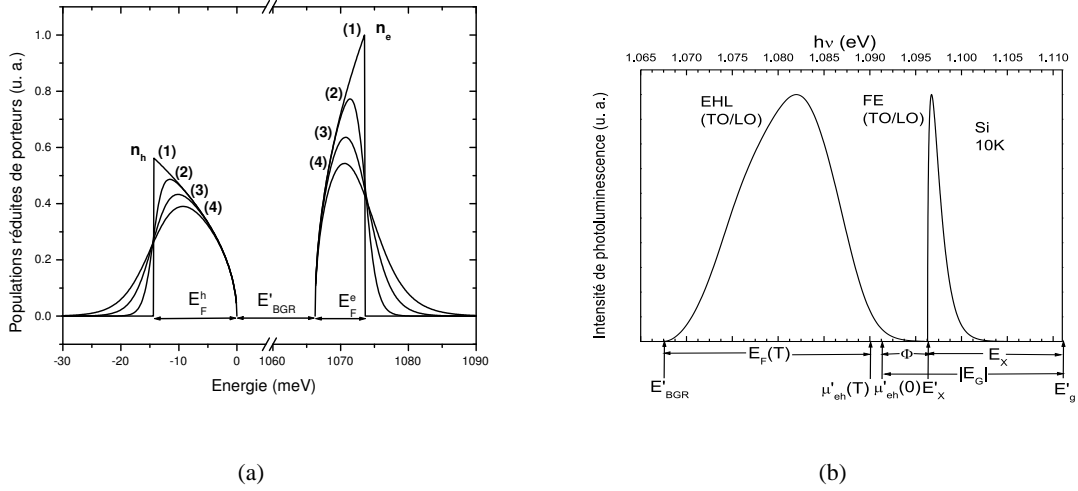 n_e
(1)
(2)
(3)
(4)
n_h
(1)
(2)
(3)
(4)
E_F^h
E'_BGR
E_F^e
Populations réduites de porteurs (u. a.)
0.0
0.2
0.4
0.6
0.8
1.0
-30 -20 -10 0 1060 1070 1080 1090
Energie (meV)
(a)
hν (eV)
1.065 1.070 1.075 1.080 1.085 1.090 1.095 1.100 1.105 1.110
EHL
(TO/LO)
FE
(TO/LO)
Si
10K
Intensité de photoluminescence (u. a.)
E_F(T)
Φ
E_X
|E_G|
E'_BGR
μ'_eh(T)
μ'_eh(0)
E'_X
E'_g
(b)